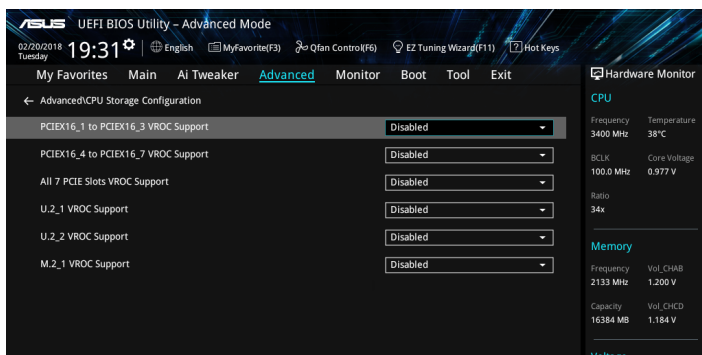 ASUS UEFI BIOS Utility – Advanced Mode
02/20/2018 Tuesday 19:31 English MyFavorite(F3) Qfan Control(F6) EZ Tuning Wizard(F11) Hot Keys
My Favorites Main Ai Tweaker Advanced Monitor Boot Tool Exit
Hardware Monitor
Advanced\CPU Storage Configuration
PCIEX16_1 to PCIEX16_3 VROC Support Disabled
PCIEX16_4 to PCIEX16_7 VROC Support Disabled
All 7 PCIE Slots VROC Support Disabled
U.2_1 VROC Support Disabled
U.2_2 VROC Support Disabled
M.2_1 VROC Support Disabled
CPU
Frequency Temperature
3400 MHz 38°C
BCLK Core Voltage
100.0 MHz 0.977 V
Ratio
34x
Memory
Frequency Vol_CHAB
2133 MHz 1.200 V
Capacity Vol_CHCD
16384 MB 1.184 V
Voltage